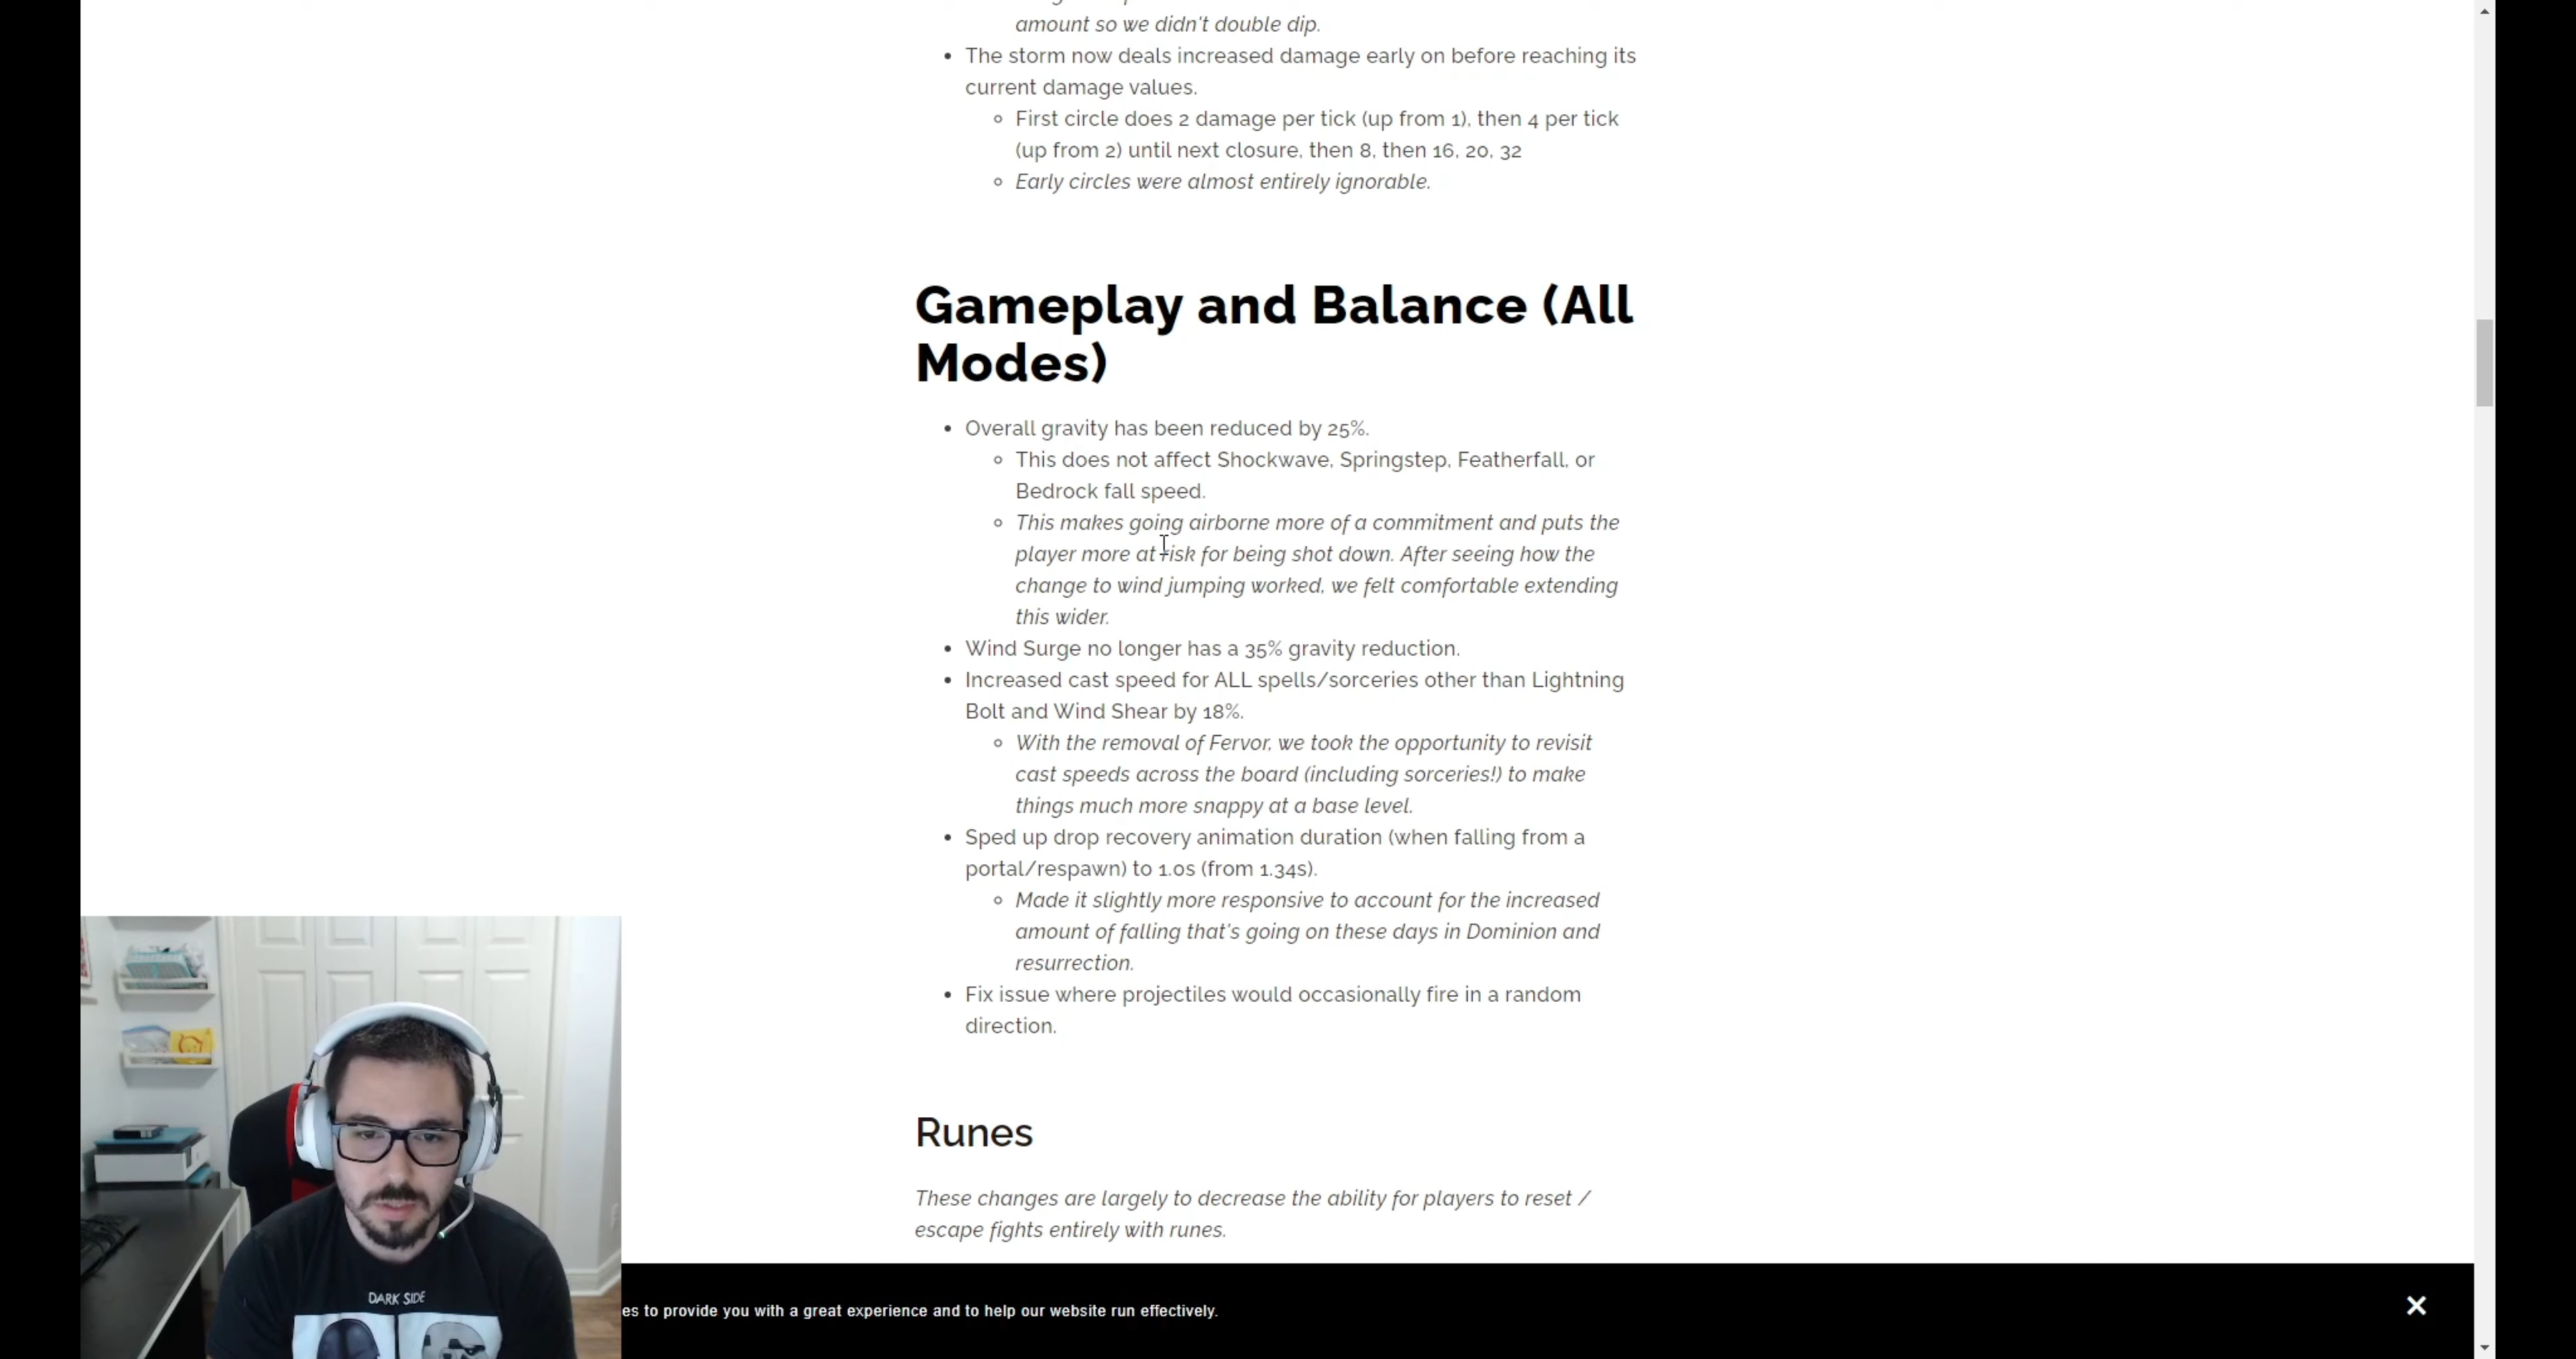 amount so we didn't double dip.
• The storm now deals increased damage early on before reaching its
current damage values.
◦ First circle does 2 damage per tick (up from 1), then 4 per tick
(up from 2) until next closure, then 8, then 16, 20, 32
◦ Early circles were almost entirely ignorable.
Gameplay and Balance (All
Modes)
• Overall gravity has been reduced by 25%.
◦ This does not affect Shockwave, Springstep, Featherfall, or
Bedrock fall speed.
◦ This makes going airborne more of a commitment and puts the
player more at risk for being shot down. After seeing how the
change to wind jumping worked, we felt comfortable extending
this wider.
• Wind Surge no longer has a 35% gravity reduction.
• Increased cast speed for ALL spells/sorceries other than Lightning
Bolt and Wind Shear by 18%.
◦ With the removal of Fervor, we took the opportunity to revisit
cast speeds across the board (including sorceries!) to make
things much more snappy at a base level.
• Sped up drop recovery animation duration (when falling from a
portal/respawn) to 1.0s (from 1.34s).
◦ Made it slightly more responsive to account for the increased
amount of falling that's going on these days in Dominion and
resurrection.
• Fix issue where projectiles would occasionally fire in a random
direction.
Runes
These changes are largely to decrease the ability for players to reset /
escape fights entirely with runes.
es to provide you with a great experience and to help our website run effectively.
DARK SIDE